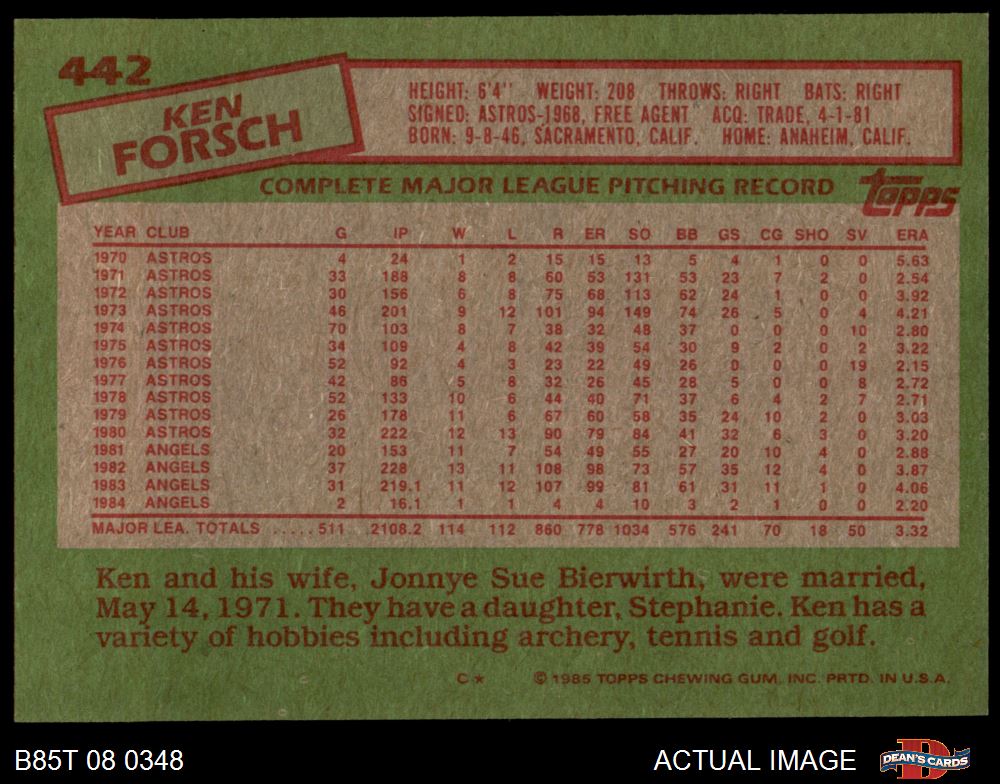 442
KEN
FORSCH
HEIGHT: 6'4" WEIGHT: 208 THROWS: RIGHT BATS: RIGHT
SIGNED: ASTROS-1968, FREE AGENT ACQ: TRADE, 4-1-81
BORN: 9-8-46, SACRAMENTO, CALIF. HOME: ANAHEIM, CALIF.
COMPLETE MAJOR LEAGUE PITCHING RECORD
topps
YEAR CLUB G IP W L R ER SO BB GS CG SHO SV ERA
1970 ASTROS 4 24 1 2 15 15 13 5 4 1 0 0 5.63
1971 ASTROS 33 188 8 8 60 53 131 53 23 7 2 0 2.54
1972 ASTROS 30 156 6 8 75 68 113 62 24 1 0 0 3.92
1973 ASTROS 46 201 9 12 101 94 149 74 26 5 0 4 4.21
1974 ASTROS 70 103 8 7 38 32 48 37 0 0 0 10 2.80
1975 ASTROS 34 109 4 8 42 39 54 30 9 2 0 2 3.22
1976 ASTROS 52 92 4 3 23 22 49 26 0 0 0 19 2.15
1977 ASTROS 42 86 5 8 32 26 45 28 5 0 0 8 2.72
1978 ASTROS 52 133 10 6 44 40 71 37 6 4 2 7 2.71
1979 ASTROS 26 178 11 6 67 60 58 35 24 10 2 0 3.03
1980 ASTROS 32 222 12 13 90 79 84 41 32 6 3 0 3.20
1981 ANGELS 20 153 11 7 54 49 55 27 20 10 4 0 2.88
1982 ANGELS 37 228 13 11 108 98 73 57 35 12 4 0 3.87
1983 ANGELS 31 219.1 11 12 107 99 81 61 31 11 1 0 4.06
1984 ANGELS 2 16.1 1 1 4 4 10 3 2 1 0 0 2.20
MAJOR LEA. TOTALS ..... 511 2108.2 114 112 860 778 1034 576 241 70 18 50 3.32
Ken and his wife, Jonnye Sue Bierwirth, were married,
May 14, 1971. They have a daughter, Stephanie. Ken has a
variety of hobbies including archery, tennis and golf.
C★ © 1985 TOPPS CHEWING GUM, INC. PRTD. IN U.S.A.
B85T 08 0348 ACTUAL IMAGE DEAN'S CARDS